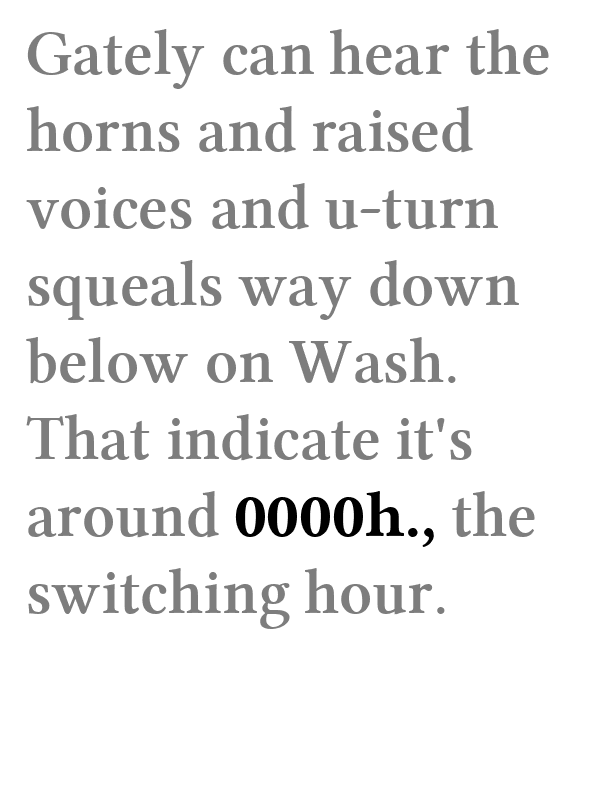 Gately can hear the
horns and raised
voices and u-turn
squeals way down
below on Wash.
That indicate it's
around 0000h., the
switching hour.